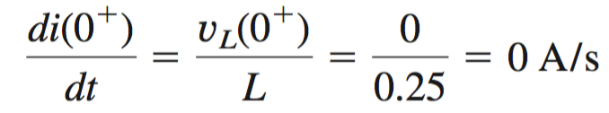 di(0⁺)/dt = v_L(0⁺)/L = 0/0.25 = 0 A/s